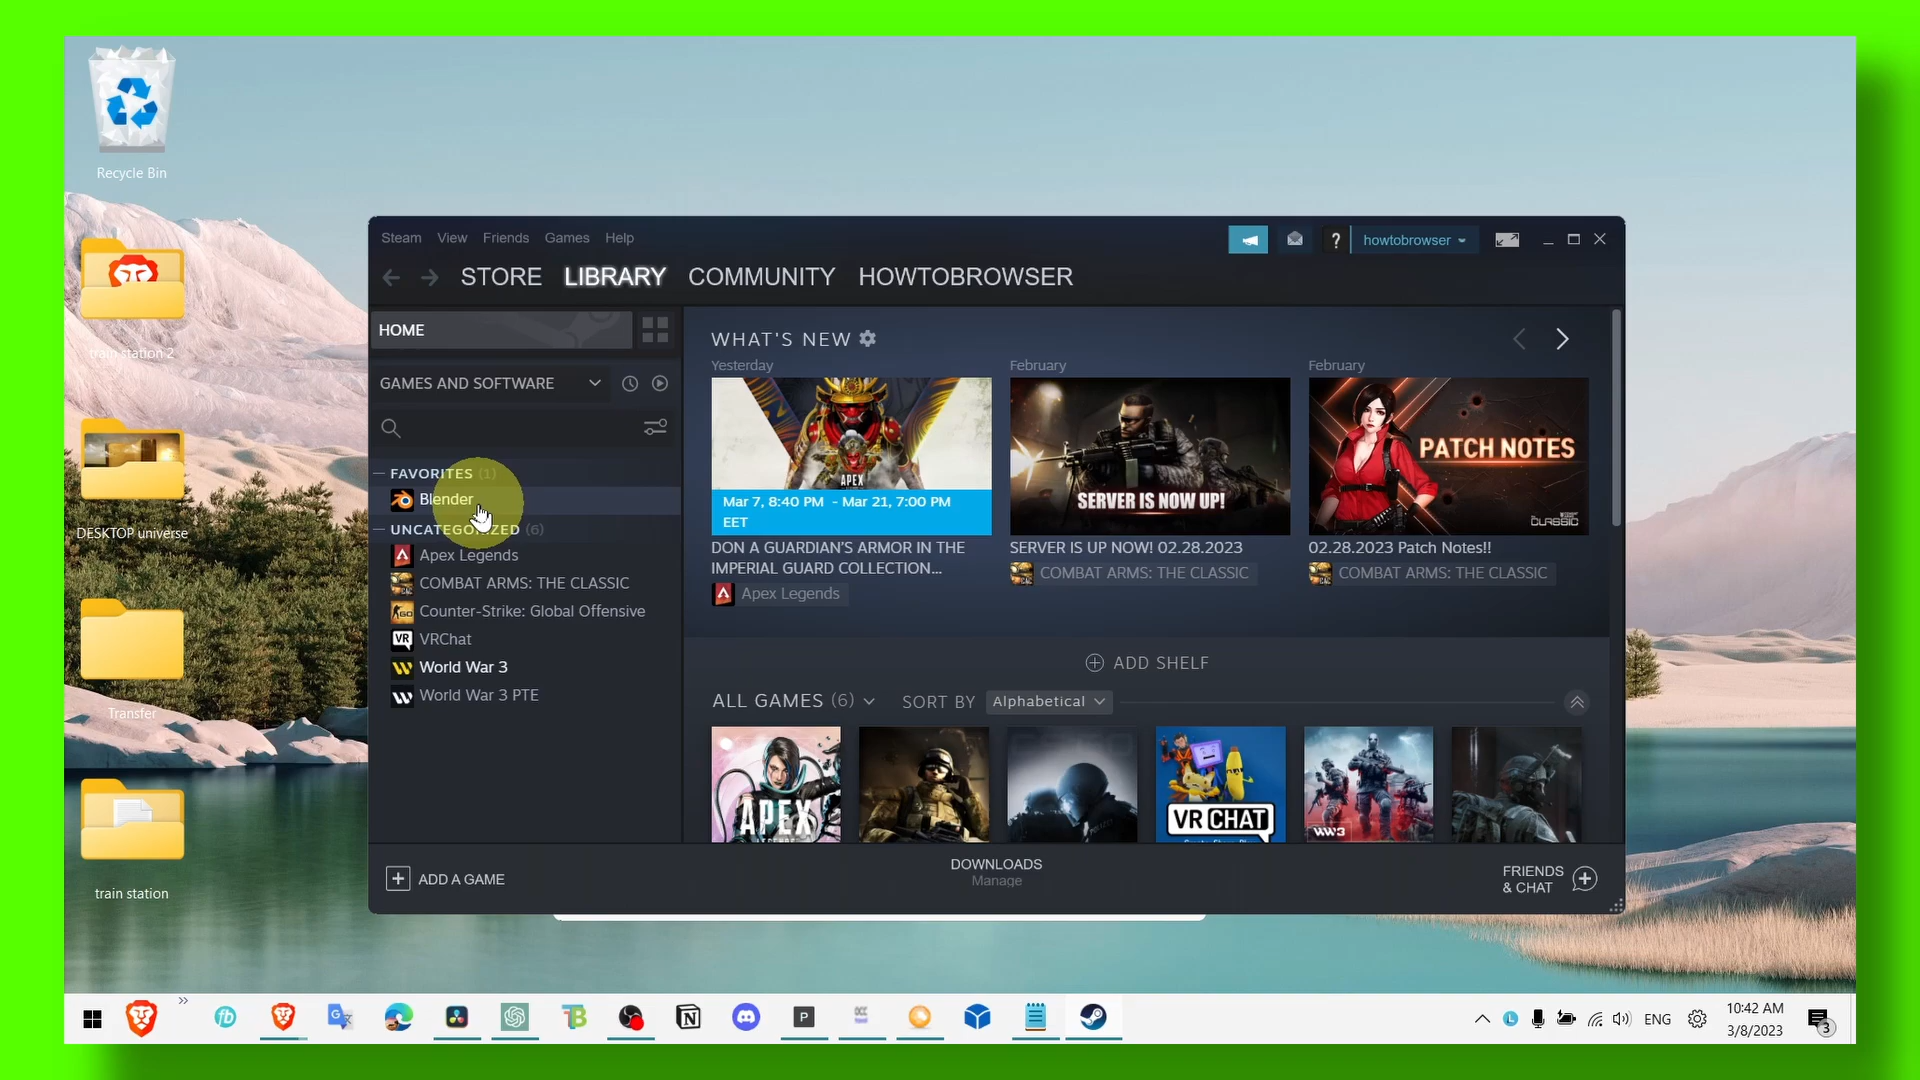 Recycle Bin
train station 2
DESKTOP universe
Transfer
train station
Steam View Friends Games Help
howtobrowser
STORE LIBRARY COMMUNITY HOWTOBROWSER
HOME
GAMES AND SOFTWARE
FAVORITES (1)
Blender
UNCATEGORIZED (6)
Apex Legends
COMBAT ARMS: THE CLASSIC
Counter-Strike: Global Offensive
VRChat
World War 3
World War 3 PTE
WHAT'S NEW
Yesterday
APEX
Mar 7, 8:40 PM - Mar 21, 7:00 PM
EET
DON A GUARDIAN'S ARMOR IN THE
IMPERIAL GUARD COLLECTION...
Apex Legends
February
SERVER IS NOW UP!
SERVER IS UP NOW! 02.28.2023
COMBAT ARMS: THE CLASSIC
February
PATCH NOTES
CLASSIC
02.28.2023 Patch Notes!!
COMBAT ARMS: THE CLASSIC
ADD SHELF
ALL GAMES (6) SORT BY Alphabetical
APEX
VRCHAT
WW3
ADD A GAME
DOWNLOADS
Manage
FRIENDS
& CHAT
ENG
10:42 AM
3/8/2023
3